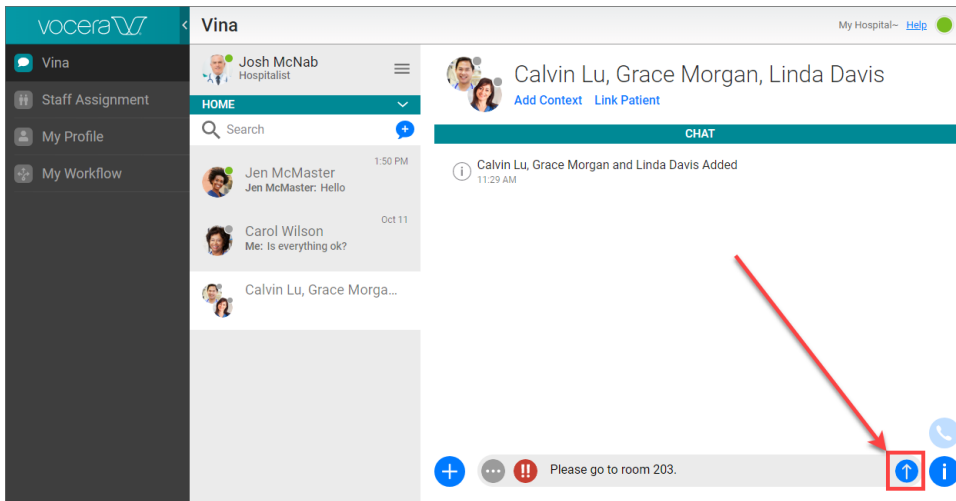 vocera
Vina
My Hospital~ Help
Vina
Staff Assignment
My Profile
My Workflow
Josh McNab
Hospitalist
HOME
Search
1:50 PM
Jen McMaster
Jen McMaster: Hello
Oct 11
Carol Wilson
Me: Is everything ok?
Calvin Lu, Grace Morga...
Calvin Lu, Grace Morgan, Linda Davis
Add Context Link Patient
CHAT
Calvin Lu, Grace Morgan and Linda Davis Added
11:29 AM
Please go to room 203.